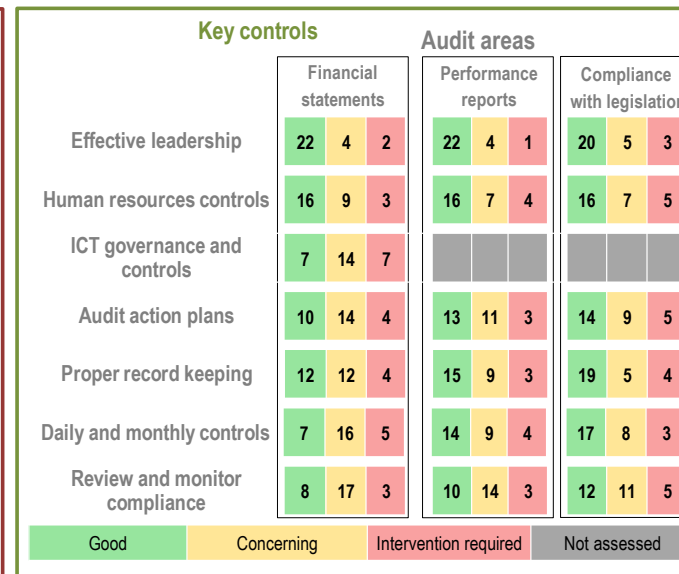 Key controls
Audit areas
Financial statements
Performance reports
Compliance with legislation
Effective leadership 22 4 2 22 4 1 20 5 3
Human resources controls 16 9 3 16 7 4 16 7 5
ICT governance and controls 7 14 7
Audit action plans 10 14 4 13 11 3 14 9 5
Proper record keeping 12 12 4 15 9 3 19 5 4
Daily and monthly controls 7 16 5 14 9 4 17 8 3
Review and monitor compliance 8 17 3 10 14 3 12 11 5
Good Concerning Intervention required Not assessed